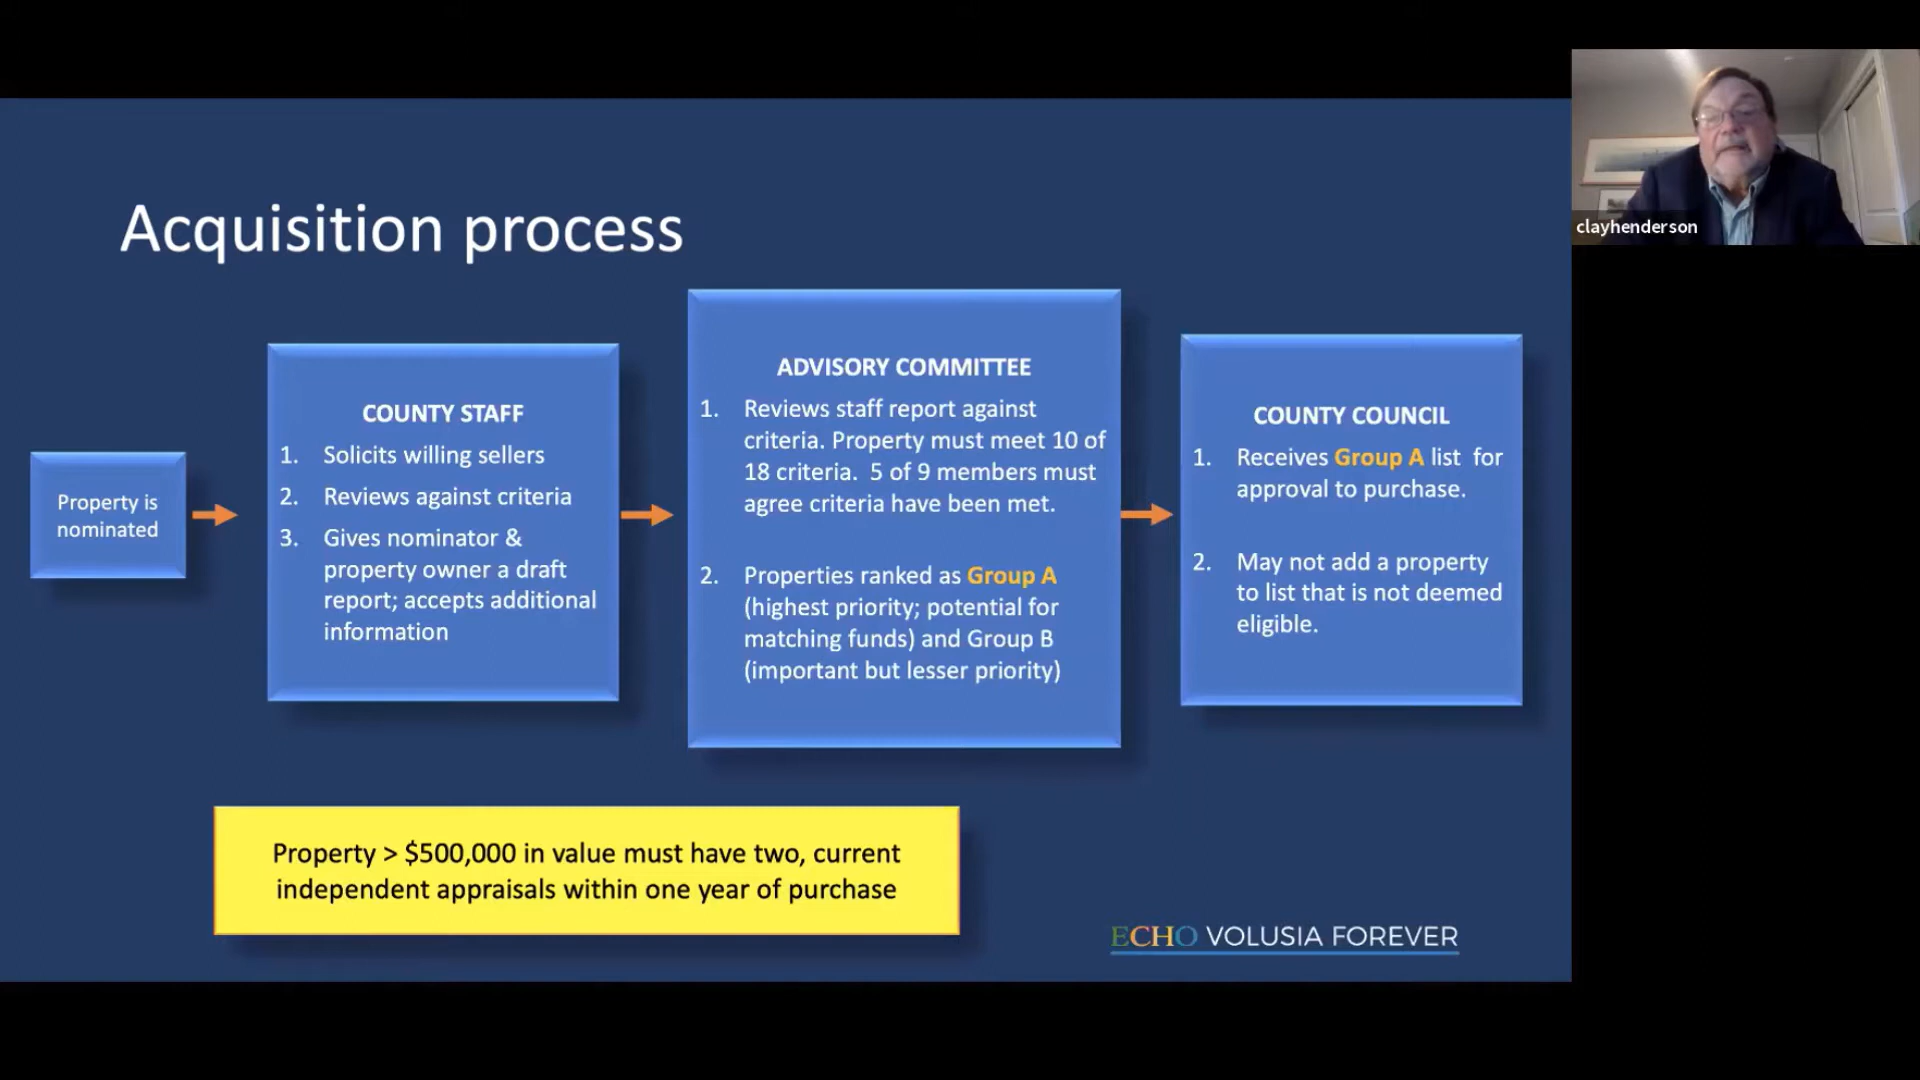 Acquisition process
Property is
nominated
COUNTY STAFF
1. Solicits willing sellers
2. Reviews against criteria
3. Gives nominator &
property owner a draft
report; accepts additional
information
ADVISORY COMMITTEE
1. Reviews staff report against
criteria. Property must meet 10 of
18 criteria. 5 of 9 members must
agree criteria have been met.
2. Properties ranked as Group A
(highest priority; potential for
matching funds) and Group B
(important but lesser priority)
COUNTY COUNCIL
1. Receives Group A list for
approval to purchase.
2. May not add a property
to list that is not deemed
eligible.
Property > $500,000 in value must have two, current
independent appraisals within one year of purchase
ECHO VOLUSIA FOREVER
clayhenderson